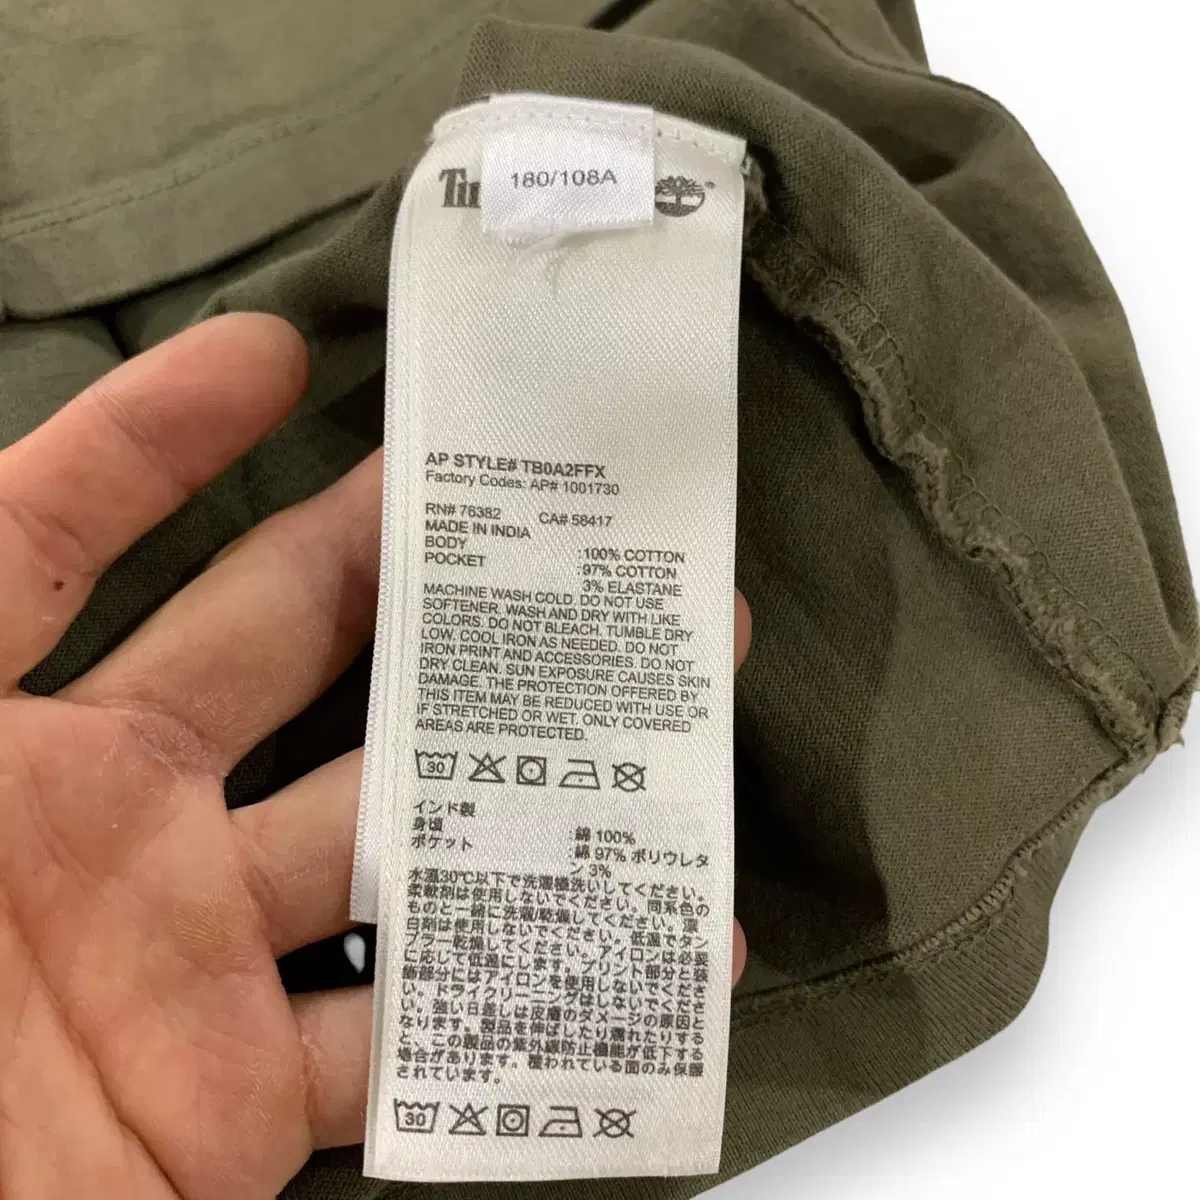 180/108A
AP STYLE# TB0A2FFX
Factory Codes: AP# 1001730
RN# 76382 CA# 58417
MADE IN INDIA
BODY :100% COTTON
POCKET :97% COTTON
3% ELASTANE
MACHINE WASH COLD. DO NOT USE
SOFTENER. WASH AND DRY WITH LIKE
COLORS. DO NOT BLEACH. TUMBLE DRY
LOW. COOL IRON AS NEEDED. DO NOT
IRON PRINT AND ACCESSORIES. DO NOT
DRY CLEAN. SUN EXPOSURE CAUSES SKIN
DAMAGE. THE PROTECTION OFFERED BY
THIS ITEM MAY BE REDUCED WITH USE OR
IF STRETCHED OR WET. ONLY COVERED
AREAS ARE PROTECTED.
30
インド製
身頃 :綿 100%
ポケット :綿 97% ポリウレタ
ン 3%
水温30℃以下で洗濯機洗いしてください。
柔軟剤は使用しないでください。同系色の
ものと一緒に洗濯/乾燥してください。漂
白剤は使用しないでください。低温でタン
ブラー乾燥してください。アイロンは必要
に応じて低温にします。プリント部分と装
飾部分にはアイロンを使用しないでくださ
い。ドライクリーニングはしないでくださ
い。強い日差しは皮膚のダメージの原因と
なります。製品を伸ばしたり濡れたりする
と、この製品の紫外線防止機能が低下する
場合があります。覆われている面のみ保護
されています。
30